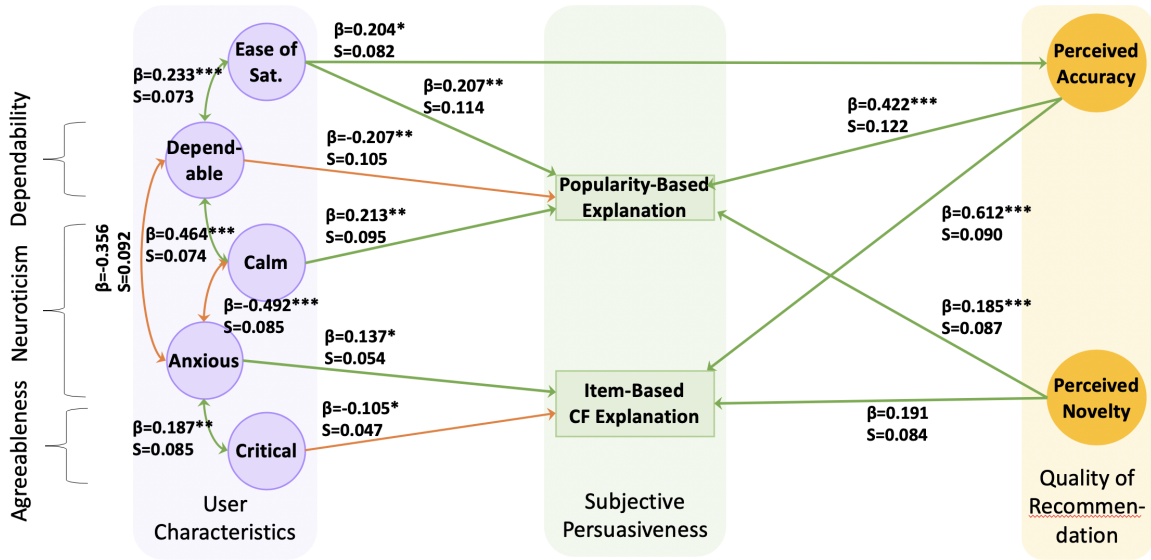 β=0.204*
S=0.082
Ease of
Sat.
Perceived
Accuracy
β=0.233***
S=0.073
β=0.207**
S=0.114
β=0.422***
S=0.122
Dependability
Depend-
able
β=-0.207**
S=0.105
Popularity-Based
Explanation
β=-0.356
S=0.092
β=0.464***
S=0.074
Calm
β=0.213**
S=0.095
β=0.612***
S=0.090
Neuroticism
β=-0.492***
S=0.085
β=0.185***
S=0.087
Anxious
β=0.137*
S=0.054
Item-Based
CF Explanation
Perceived
Novelty
Agreeableness
β=0.187**
S=0.085
Critical
β=-0.105*
S=0.047
β=0.191
S=0.084
User
Characteristics
Subjective
Persuasiveness
Quality of
Recommen-
dation